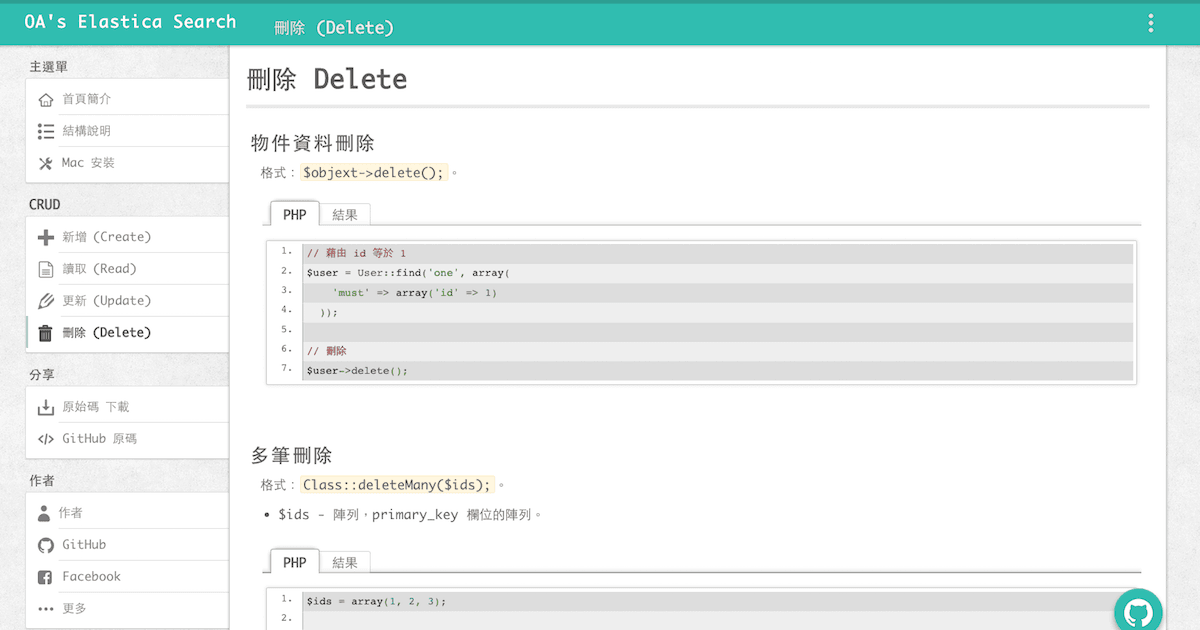 OA's Elastica Search
刪除 (Delete)
主選單
首頁簡介
結構說明
Mac 安裝
CRUD
新增 (Create)
讀取 (Read)
更新 (Update)
刪除 (Delete)
分享
原始碼 下載
GitHub 原碼
作者
作者
GitHub
Facebook
更多
刪除 Delete
物件資料刪除
格式：$objext->delete();。
PHP 結果
1. // 藉由 id 等於 1
2. $user = User::find('one', array(
3. 'must' => array('id' => 1)
4. ));
5.
6. // 刪除
7. $user->delete();
多筆刪除
格式：Class::deleteMany($ids);。
• $ids - 陣列，primary_key 欄位的陣列。
PHP 結果
1. $ids = array(1, 2, 3);
2.